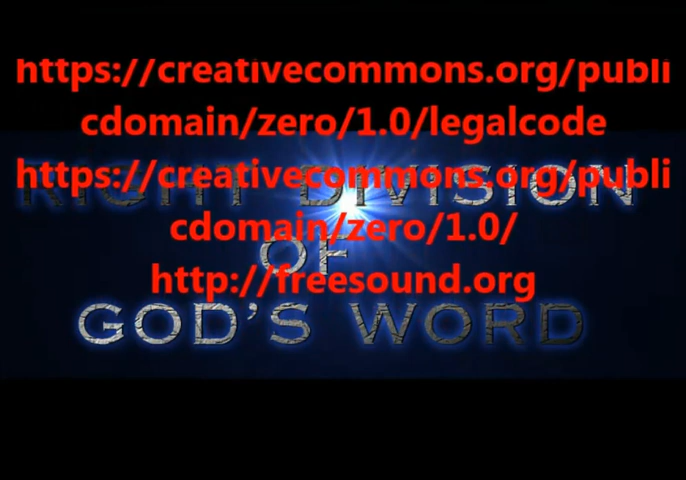 https://creativecommons.org/publi
cdomain/zero/1.0/legalcode
https://creativecommons.org/publi
RIGHT DIVISION
cdomain/zero/1.0/
OF
http://freesound.org
GOD'S WORD